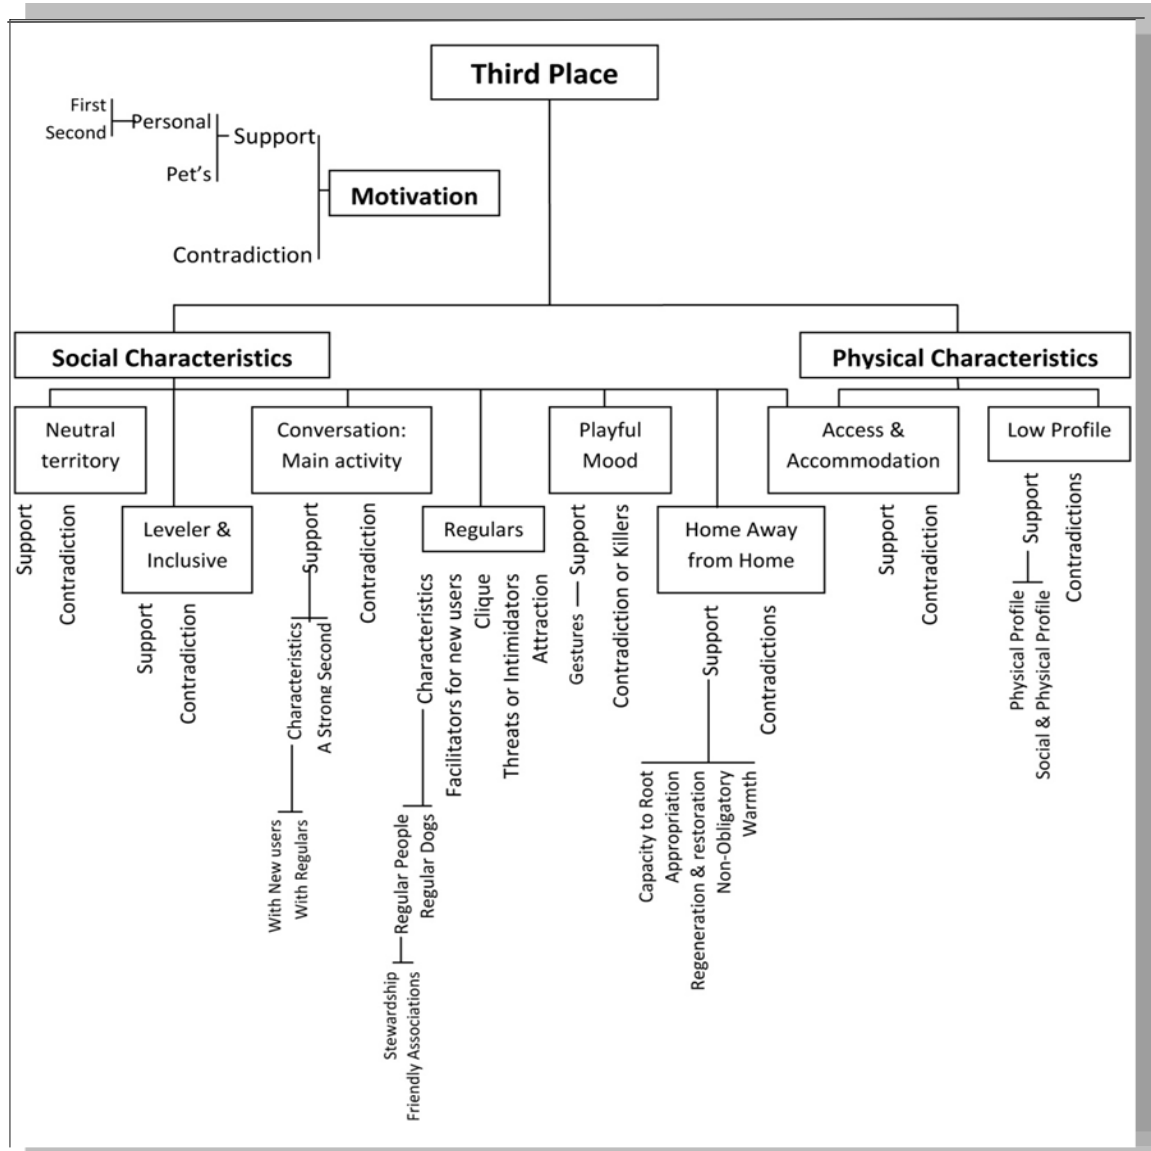 Third Place
First
Second
Personal
Pet's
Support
Contradiction
Motivation
Social Characteristics
Physical Characteristics
Neutral
territory
Support
Contradiction
Leveler &
Inclusive
Support
Contradiction
Conversation:
Main activity
Support
Contradiction
Characteristics
A Strong Second
With New users
With Regulars
Regulars
Characteristics
Facilitators for new users
Clique
Threats or Intimidators
Attraction
Regular People
Regular Dogs
Stewardship
Friendly Associations
Playful
Mood
Support
Gestures
Contradiction or Killers
Home Away
from Home
Support
Contradictions
Capacity to Root
Appropriation
Regeneration & restoration
Non-Obligatory
Warmth
Access &
Accommodation
Support
Contradiction
Low Profile
Support
Contradictions
Physical Profile
Social & Physical Profile